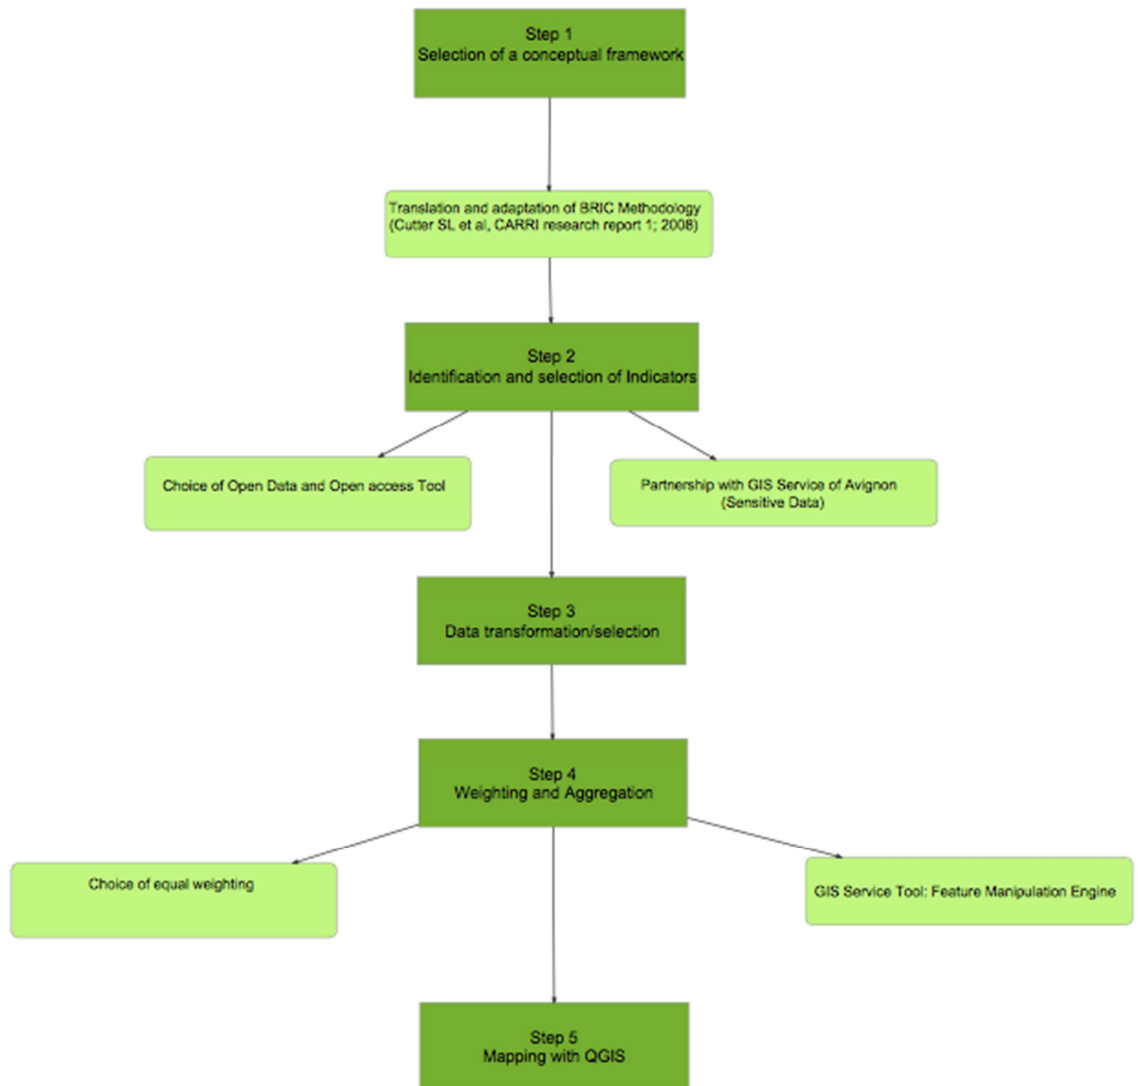 Step 1
Selection of a conceptual framework
Translation and adaptation of BRIC Methodology
(Cutter SL et al, CARRI research report 1; 2008)
Step 2
Identification and selection of Indicators
Choice of Open Data and Open access Tool
Partnership with GIS Service of Avignon
(Sensitive Data)
Step 3
Data transformation/selection
Step 4
Weighting and Aggregation
Choice of equal weighting
GIS Service Tool: Feature Manipulation Engine
Step 5
Mapping with QGIS